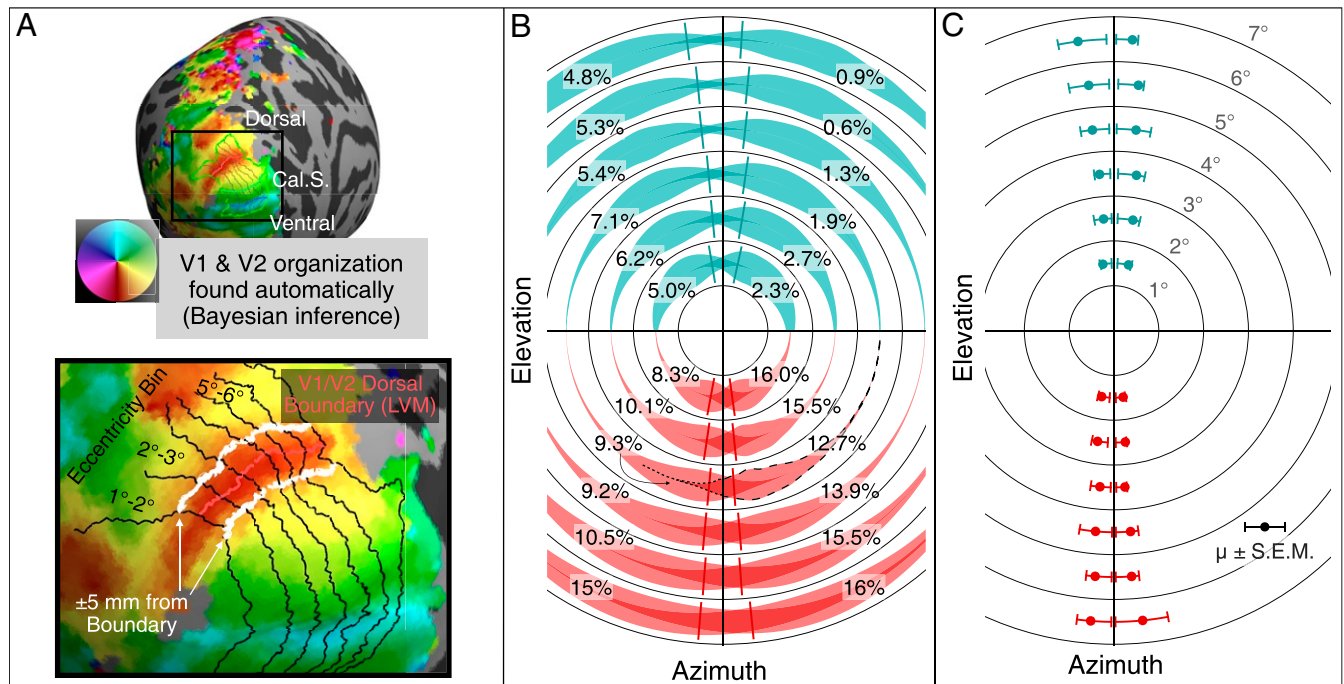 A
Dorsal
Cal.S.
Ventral
V1 & V2 organization
found automatically
(Bayesian inference)
Eccentricity Bin
5°-6°
2°-3°
1°-2°
V1/V2 Dorsal
Boundary (LVM)
±5 mm from
Boundary
B
Elevation
4.8% 0.9%
5.3% 0.6%
5.4% 1.3%
7.1% 1.9%
6.2% 2.7%
5.0% 2.3%
8.3% 16.0%
10.1% 15.5%
9.3% 12.7%
9.2% 13.9%
10.5% 15.5%
15% 16%
Azimuth
C
7°
6°
5°
4°
3°
2°
1°
Elevation
μ ± S.E.M.
Azimuth